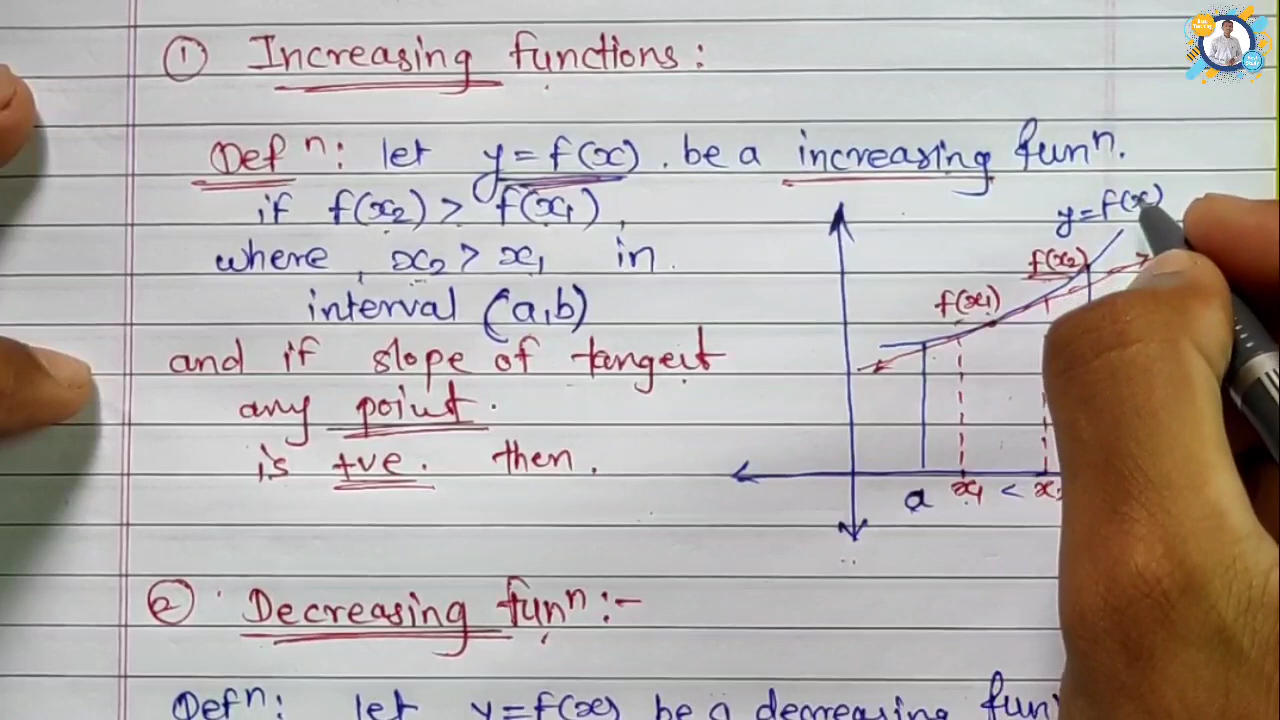 ① Increasing functions:
Defⁿ: let y=f(x). be a increasing funⁿ.
if f(x₂) > f(x₁),
where, x₂ > x₁ in.
interval (a,b)
and if slope of tangent
any point.
is +ve. then.
y=f(x)
f(x₂)
f(x₁)
a x₁ < x₂
② Decreasing funⁿ:-
Defⁿ: let y=f(x) be a decreasing fun